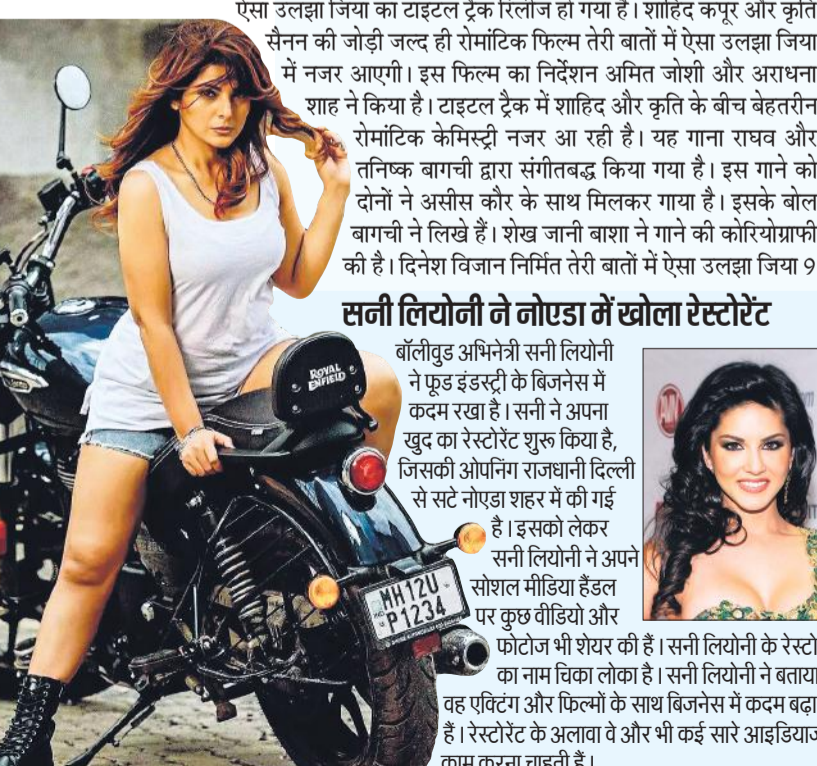 ऐसा उलझा जिया का टाइटल ट्रैक रिलीज हो गया है। शाहिद कपूर और कृति
सैनन की जोड़ी जल्द ही रोमांटिक फिल्म तेरी बातों में ऐसा उलझा जिया
में नजर आएगी। इस फिल्म का निर्देशन अमित जोशी और अराधना
शाह ने किया है। टाइटल ट्रैक में शाहिद और कृति के बीच बेहतरीन
रोमांटिक केमिस्ट्री नजर आ रही है। यह गाना राघव और
तनिष्क बागची द्वारा संगीतबद्ध किया गया है। इस गाने को
दोनों ने असीस कौर के साथ मिलकर गाया है। इसके बोल
बागची ने लिखे हैं। शेख जानी बाशा ने गाने की कोरियोग्राफी
की है। दिनेश विजान निर्मित तेरी बातों में ऐसा उलझा जिया 9
सनी लियोनी ने नोएडा में खोला रेस्टोरेंट
बॉलीवुड अभिनेत्री सनी लियोनी
ने फूड इंडस्ट्री के बिजनेस में
कदम रखा है। सनी ने अपना
खुद का रेस्टोरेंट शुरू किया है,
जिसकी ओपनिंग राजधानी दिल्ली
से सटे नोएडा शहर में की गई
है। इसको लेकर
सनी लियोनी ने अपने
सोशल मीडिया हैंडल
पर कुछ वीडियो और
फोटोज भी शेयर की हैं। सनी लियोनी के रेस्टो
का नाम चिका लोका है। सनी लियोनी ने बताया
वह एक्टिंग और फिल्मों के साथ बिजनेस में कदम बढ़ा
हैं। रेस्टोरेंट के अलावा वे और भी कई सारे आइडियाज
काम करना चाहती हैं।
ROYAL
ENFIELD
MH12U
P1234